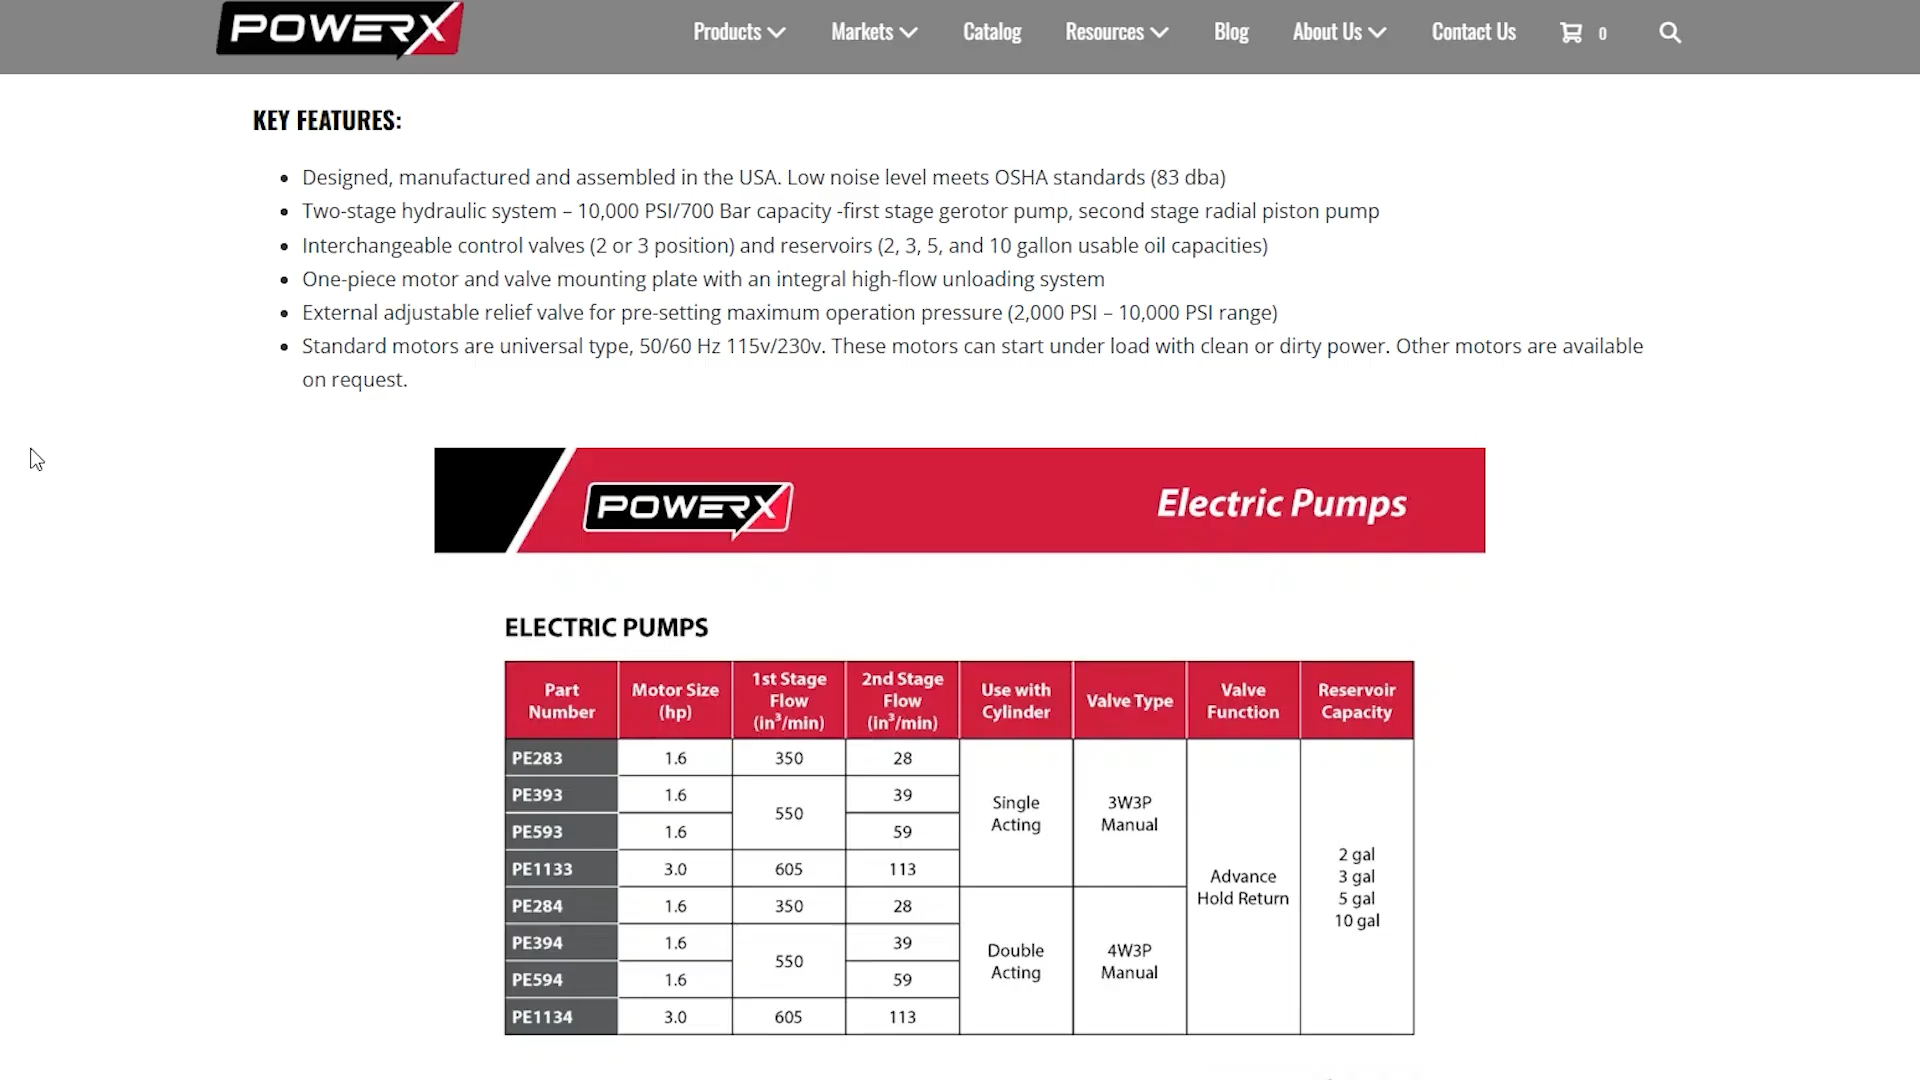 POWERX Products Markets Catalog Resources Blog About Us Contact Us 0
KEY FEATURES:
• Designed, manufactured and assembled in the USA. Low noise level meets OSHA standards (83 dba)
• Two-stage hydraulic system – 10,000 PSI/700 Bar capacity -first stage gerotor pump, second stage radial piston pump
• Interchangeable control valves (2 or 3 position) and reservoirs (2, 3, 5, and 10 gallon usable oil capacities)
• One-piece motor and valve mounting plate with an integral high-flow unloading system
• External adjustable relief valve for pre-setting maximum operation pressure (2,000 PSI – 10,000 PSI range)
• Standard motors are universal type, 50/60 Hz 115v/230v. These motors can start under load with clean or dirty power. Other motors are available
on request.
POWERX Electric Pumps
ELECTRIC PUMPS
Part Number Motor Size (hp) 1st Stage Flow (in³/min) 2nd Stage Flow (in³/min) Use with Cylinder Valve Type Valve Function Reservoir Capacity
PE283 1.6 350 28
PE393 1.6 550 39
Single Acting 3W3P Manual
PE593 1.6 59
PE1133 3.0 605 113
Advance Hold Return
2 gal
3 gal
5 gal
10 gal
PE284 1.6 350 28
PE394 1.6 550 39
Double Acting 4W3P Manual
PE594 1.6 59
PE1134 3.0 605 113